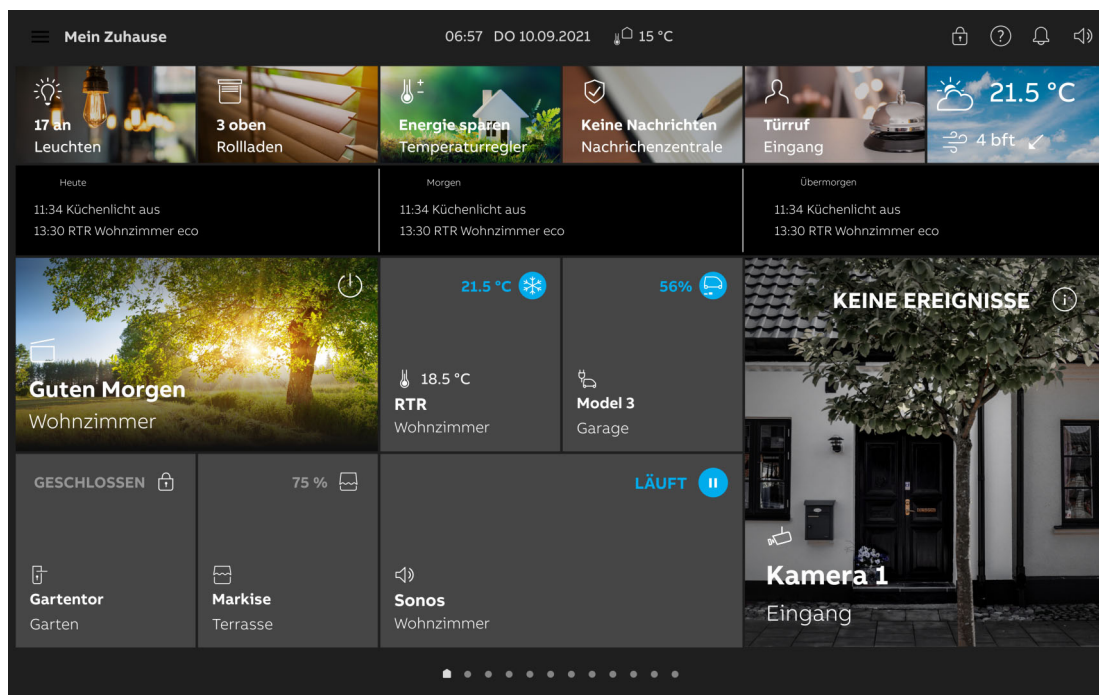 Mein Zuhause
06:57 DO 10.09.2021 15 °C
17 an
Leuchten
3 oben
Rollladen
Energie sparen
Temperaturregler
Keine Nachrichten
Nachrichenzentrale
Türruf
Eingang
21.5 °C
4 bft
Heute
11:34 Küchenlicht aus
13:30 RTR Wohnzimmer eco
Morgen
11:34 Küchenlicht aus
13:30 RTR Wohnzimmer eco
Übermorgen
11:34 Küchenlicht aus
13:30 RTR Wohnzimmer eco
Guten Morgen
Wohnzimmer
21.5 °C
18.5 °C
RTR
Wohnzimmer
56%
Model 3
Garage
KEINE EREIGNISSE
Kamera 1
Eingang
GESCHLOSSEN
Gartentor
Garten
75 %
Markise
Terrasse
LÄUFT
Sonos
Wohnzimmer